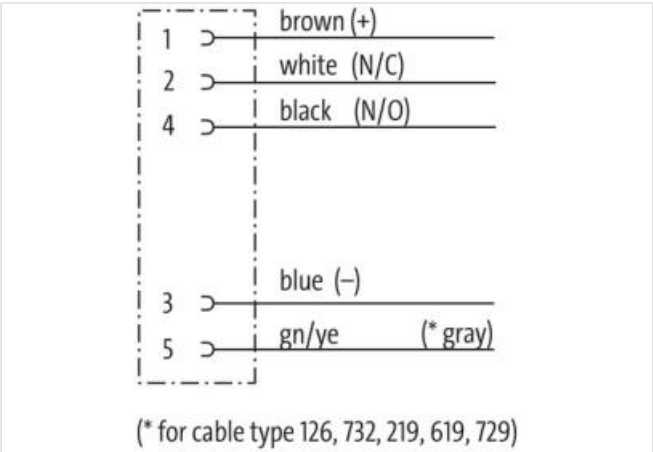 1 brown (+)
2 white (N/C)
4 black (N/O)
3 blue (–)
5 gn/ye (* gray)
(* for cable type 126, 732, 219, 619, 729)